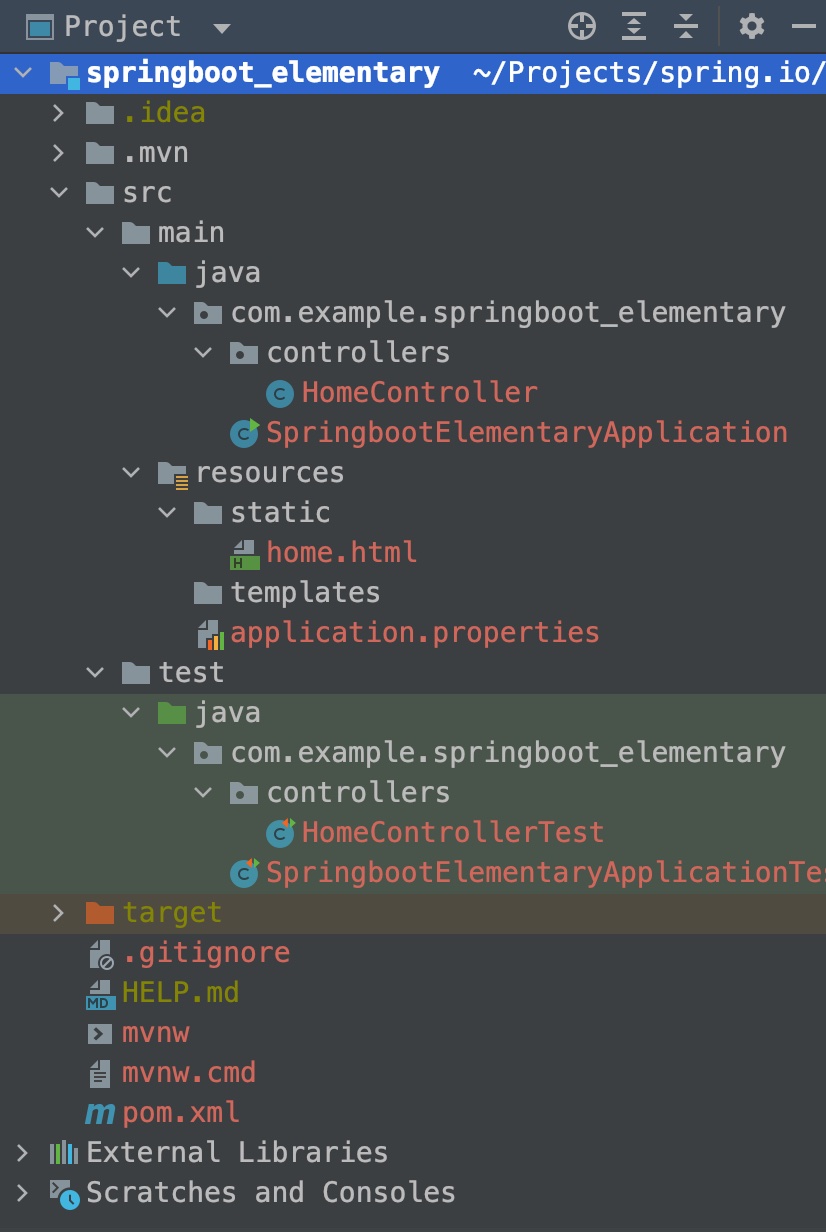 Project
springboot_elementary ~/Projects/spring.io/
.idea
.mvn
src
main
java
com.example.springboot_elementary
controllers
HomeController
SpringbootElementaryApplication
resources
static
home.html
templates
application.properties
test
java
com.example.springboot_elementary
controllers
HomeControllerTest
SpringbootElementaryApplicationTes
target
.gitignore
HELP.md
mvnw
mvnw.cmd
pom.xml
External Libraries
Scratches and Consoles